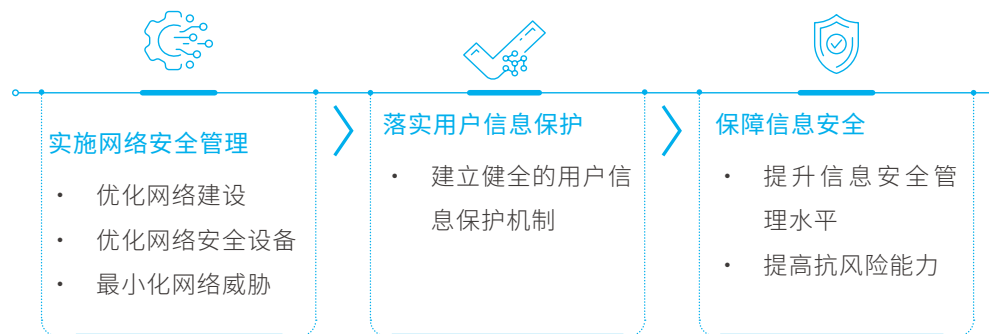 实施网络安全管理
· 优化网络建设
· 优化网络安全设备
· 最小化网络威胁
落实用户信息保护
· 建立健全的用户信
息保护机制
保障信息安全
· 提升信息安全管
理水平
· 提高抗风险能力